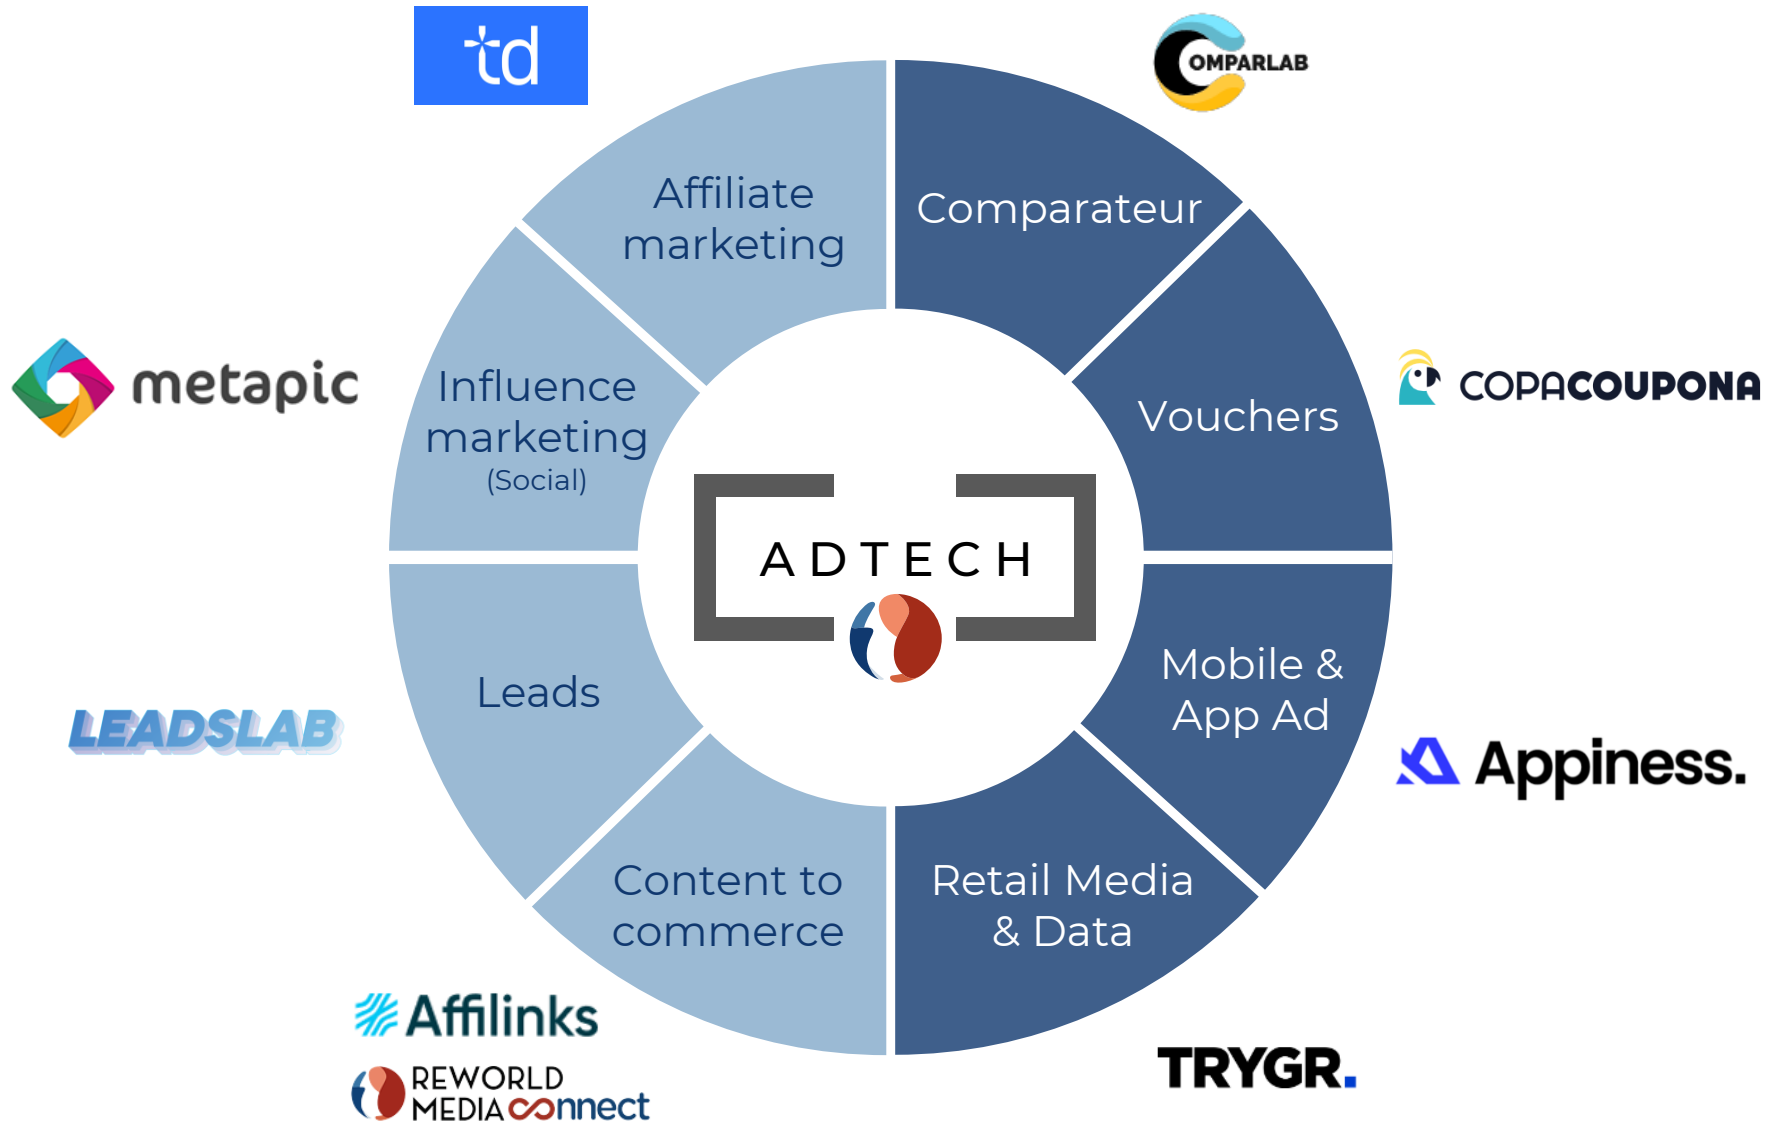 td
COMPARLAB
Affiliate
marketing
Comparateur
metapic
Influence
marketing
(Social)
Vouchers
COPACOUPONA
ADTECH
Leads
Mobile &
App Ad
LEADSLAB
Appiness.
Content to
commerce
Retail Media
& Data
Affilinks
REWORLD
MEDIA connect
TRYGR.